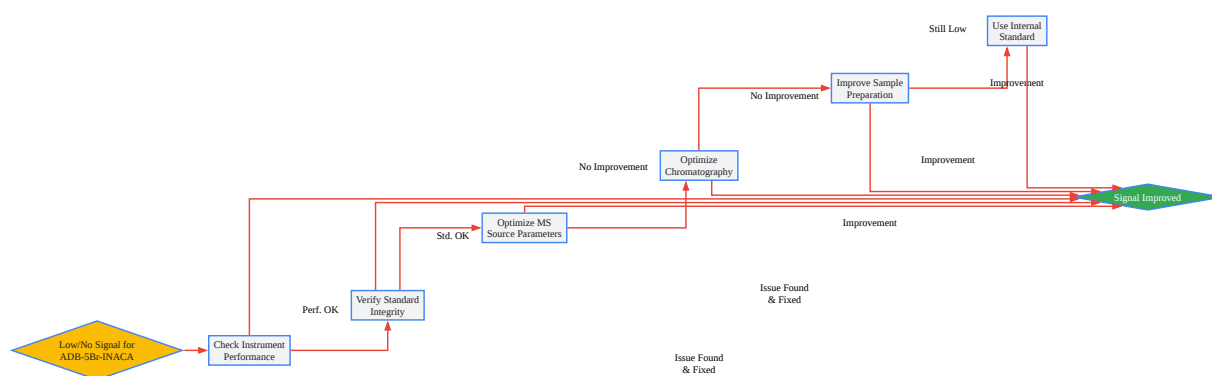 Use Internal
Standard
Still Low
Improve Sample
Preparation
Improvement
No Improvement
Optimize
Chromatography
No Improvement
Improvement
Signal Improved
Optimize MS
Source Parameters
Improvement
Std. OK
Issue Found
& Fixed
Verify Standard
Integrity
Perf. OK
Low/No Signal for
ADB-5Br-INACA
Check Instrument
Performance
Issue Found
& Fixed